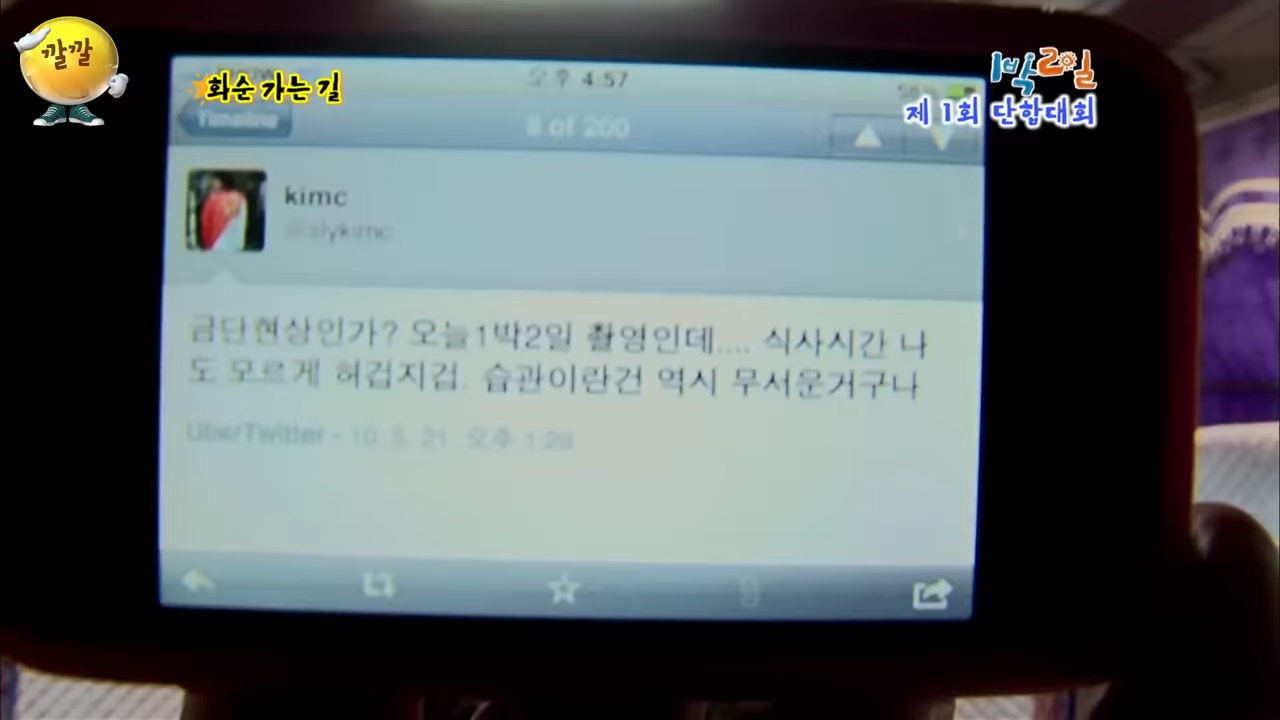 깔깔
화순 가는 길
1박2일
제 1회 단합대회
오후 4:57
Timeline
8 of 200
kimc
@slykimc
금단현상인가? 오늘1박2일 촬영인데.... 식사시간 나
도 모르게 허겁지겁. 습관이란건 역시 무서운거구나
UberTwitter - 10. 5. 21. 오후 1:28